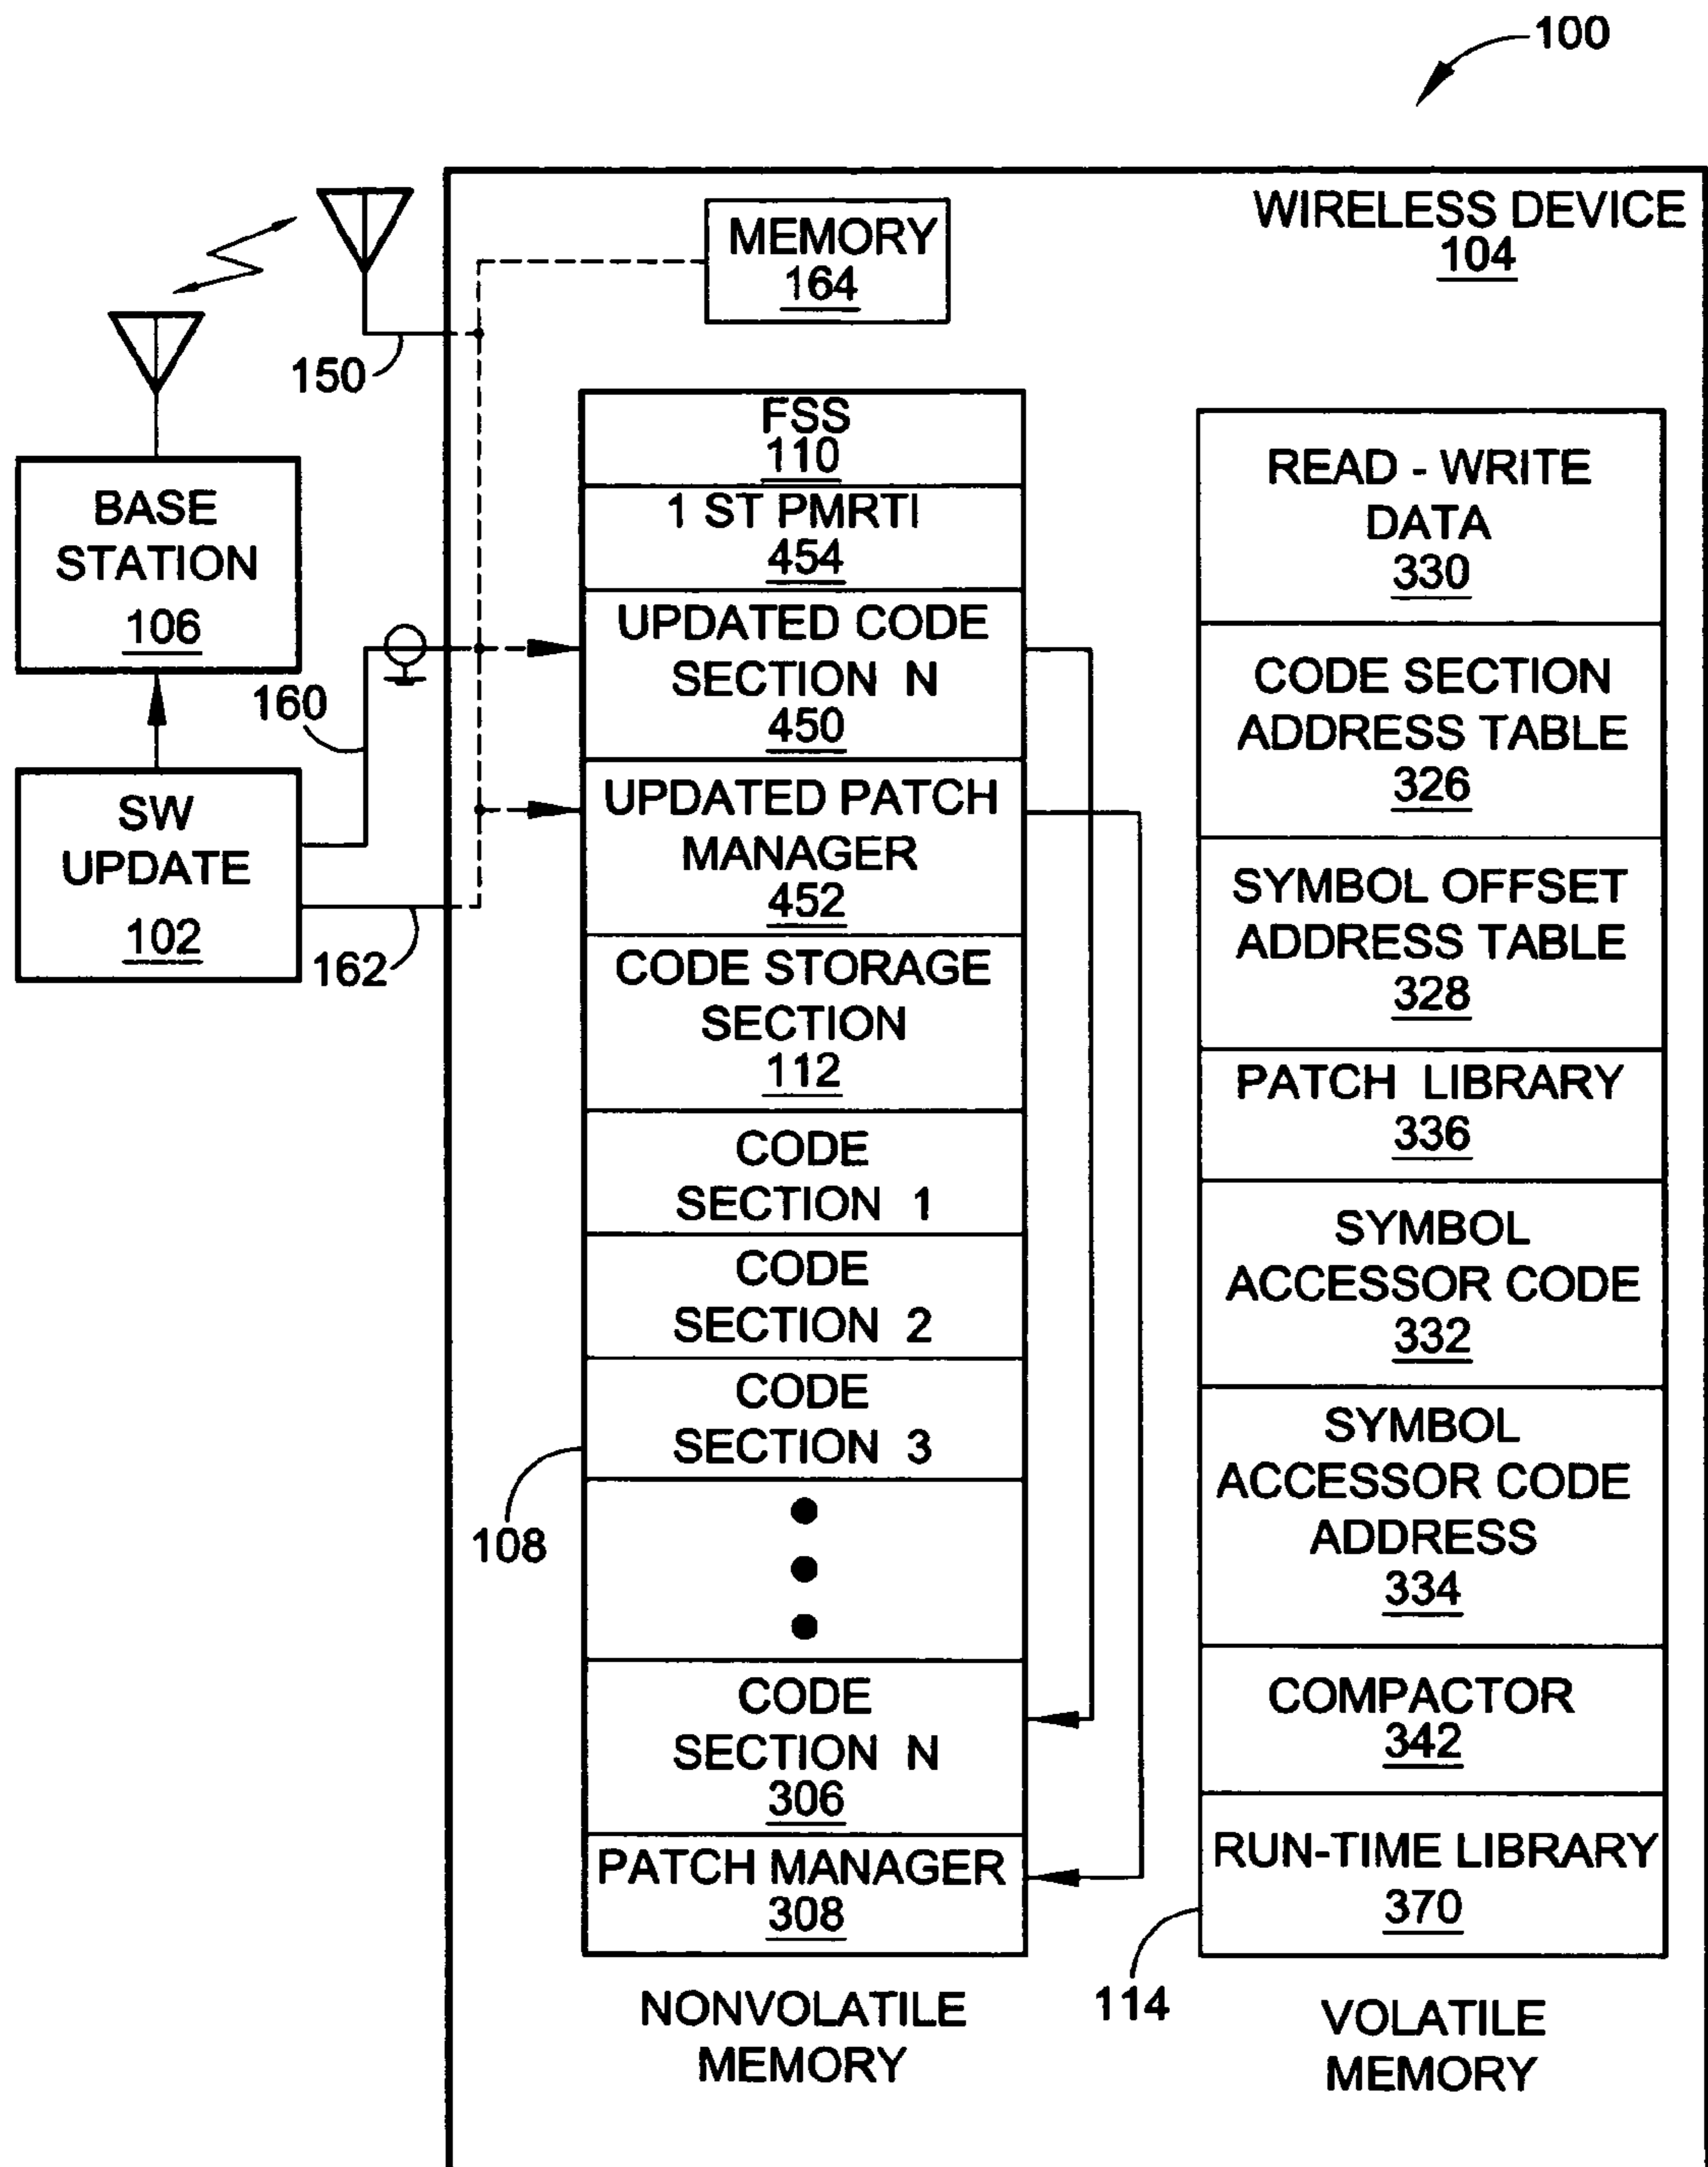 100
WIRELESS DEVICE
104
MEMORY
164
150
BASE
STATION
106
160
SW
UPDATE
102
162
FSS
110
1 ST PMRTI
454
UPDATED CODE
SECTION N
450
UPDATED PATCH
MANAGER
452
CODE STORAGE
SECTION
112
CODE
SECTION 1
CODE
SECTION 2
CODE
SECTION 3
108
CODE
SECTION N
306
PATCH MANAGER
308
NONVOLATILE
MEMORY
READ - WRITE
DATA
330
CODE SECTION
ADDRESS TABLE
326
SYMBOL OFFSET
ADDRESS TABLE
328
PATCH LIBRARY
336
SYMBOL
ACCESSOR CODE
332
SYMBOL
ACCESSOR CODE
ADDRESS
334
COMPACTOR
342
RUN-TIME LIBRARY
370
114
VOLATILE
MEMORY